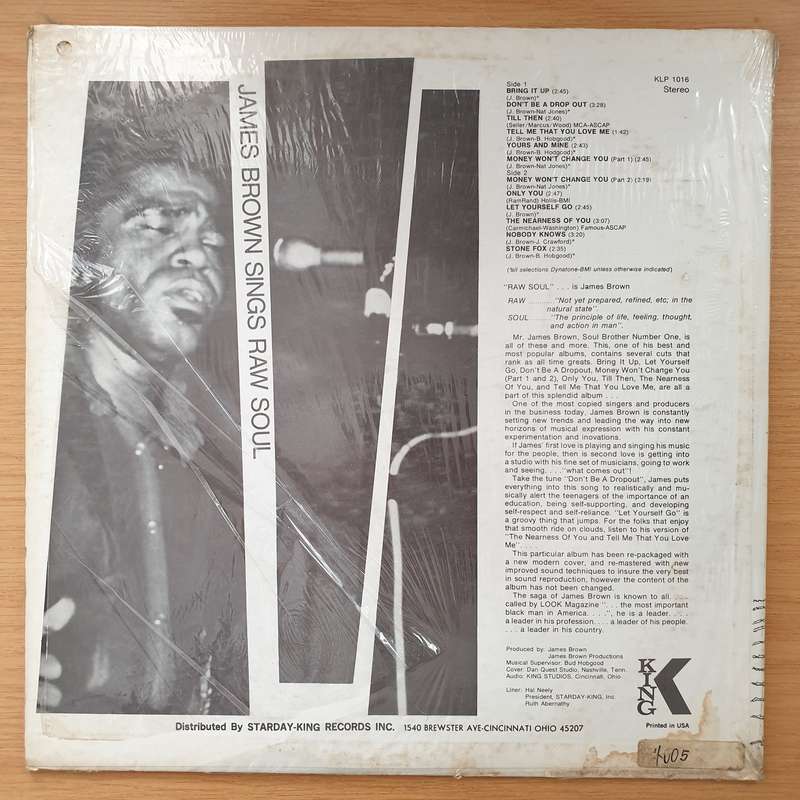 JAMES BROWN SINGS RAW SOUL
KLP 1016
Stereo
Side 1
BRING IT UP (2:45)
(J. Brown)*
DON'T BE A DROP OUT (3:28)
(J. Brown-Nat Jones)*
TILL THEN (2:40)
(Seiler/Marcus/Wood) MCA-ASCAP
TELL ME THAT YOU LOVE ME (1:42)
(J. Brown-B. Hobgood)*
YOURS AND MINE (2:43)
(J. Brown-B. Hodgood)*
MONEY WON'T CHANGE YOU (Part 1) (2:45)
(J. Brown-Nat Jones)*
Side 2
MONEY WON'T CHANGE YOU (Part 2) (2:19)
(J. Brown-Nat Jones)*
ONLY YOU (2:47)
(RamRand) Hollis-BMI
LET YOURSELF GO (2:45)
(J. Brown)*
THE NEARNESS OF YOU (3:07)
(Carmichael-Washington) Famous-ASCAP
NOBODY KNOWS (3:20)
(J. Brown-J. Crawford)*
STONE FOX (2:35)
(J. Brown-B. Hobgood)*
(*all selections Dynatone-BMI unless otherwise indicated)
"RAW SOUL" . . . is James Brown
RAW ........... "Not yet prepared, refined, etc; in the
natural state".
SOUL .......... "The principle of life, feeling, thought,
and action in man".
Mr. James Brown, Soul Brother Number One, is
all of these and more. This, one of his best and
most popular albums, contains several cuts that
rank as all time greats. Bring It Up, Let Yourself
Go, Don't Be A Dropout, Money Won't Change You
(Part 1 and 2), Only You, Till Then, The Nearness
Of You, and Tell Me That You Love Me, are all a
part of this splendid album . . .
One of the most copied singers and producers
in the business today, James Brown is constantly
setting new trends and leading the way into new
horizons of musical expression with his constant
experimentation and inovations.
If James' first love is playing and singing his music
for the people, then is second love is getting into
a studio with his fine set of musicians, going to work
and seeing. . . ."what comes out"!
Take the tune "Don't Be A Dropout", James puts
everything into this song to realistically and mu-
sically alert the teenagers of the importance of an
education, being self-supporting, and developing
self-respect and self-reliance. "Let Yourself Go" is
a groovy thing that jumps. For the folks that enjoy
that smooth ride on clouds, listen to his version of
"The Nearness Of You and Tell Me That You Love
Me". . . .
This particular album has been re-packaged with
a new modern cover, and re-mastered with new
improved sound techniques to insure the very best
in sound reproduction, however the content of the
album has not been changed.
The saga of James Brown is known to all. . . .
called by LOOK Magazine ". . . the most important
black man in America. . . .", he is a leader. . . .
a leader in his profession. . . . a leader of his people.
. . . a leader in his country.
Produced by: James Brown
James Brown Productions
Musical Supervisor: Bud Hobgood
Cover: Dan Quest Studio, Nashville, Tenn.
Audio: KING STUDIOS, Cincinnati, Ohio
Liner: Hal Neely
President, STARDAY-KING, Inc.
Ruth Abernathy
KING
K
Printed in USA
Distributed By STARDAY-KING RECORDS INC. 1540 BREWSTER AVE-CINCINNATI OHIO 45207